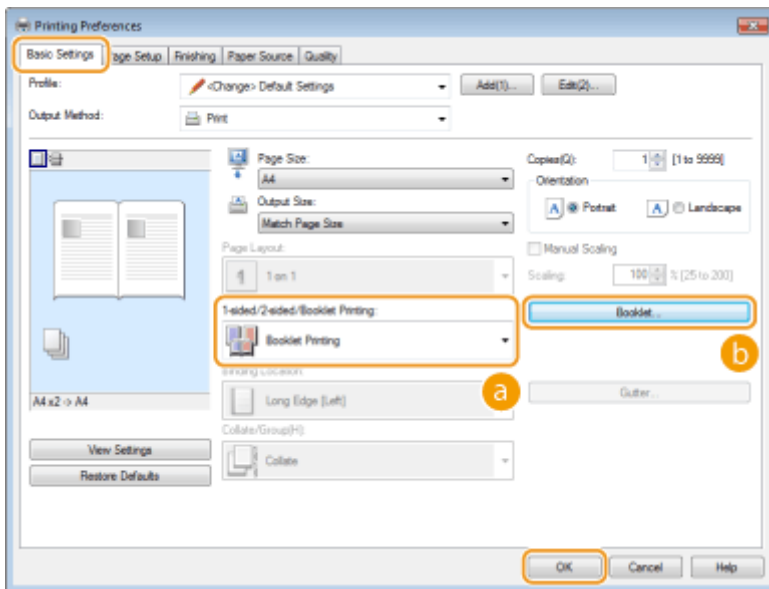 Printing Preferences
Basic Settings Page Setup Finishing Paper Source Quality
Profile: <Change> Default Settings Add(1)... Edit(2)...
Output Method: Print
Page Size: Copies(Q): 1 [1 to 9999]
A4 Orientation
Output Size: A Portrait A Landscape
Match Page Size
Page Layout: Manual Scaling
1 on 1 Scaling: 100 % [25 to 200]
1-sided/2-sided/Booklet Printing: Booklet...
Booklet Printing b
Binding Location: a
Long Edge [Left] Gutter...
A4 x2 -> A4
Collate/Group(H):
View Settings Collate
Restore Defaults
OK Cancel Help